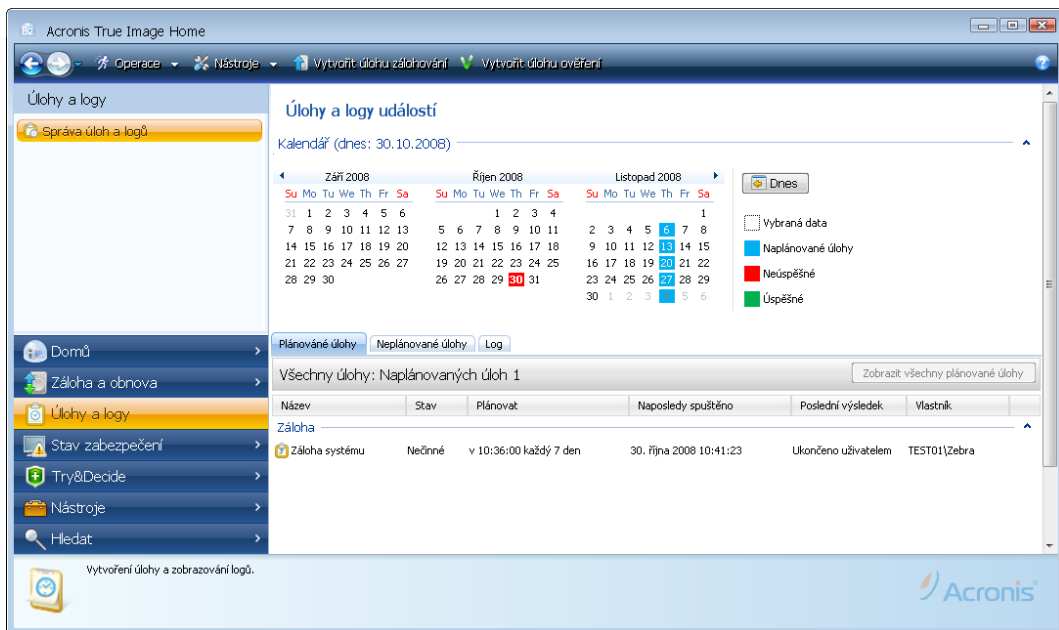 Acronis True Image Home
Operace Nástroje Vytvořit úlohu zálohování Vytvořit úlohu ověření
Úlohy a logy
Správa úloh a logů
Úlohy a logy událostí
Kalendář (dnes: 30.10.2008)
Září 2008 Říjen 2008 Listopad 2008
Su Mo Tu We Th Fr Sa Su Mo Tu We Th Fr Sa Su Mo Tu We Th Fr Sa
31 1 2 3 4 5 6 1 2 3 4 1
7 8 9 10 11 12 13 5 6 7 8 9 10 11 2 3 4 5 6 7 8
14 15 16 17 18 19 20 12 13 14 15 16 17 18 9 10 11 12 13 14 15
21 22 23 24 25 26 27 19 20 21 22 23 24 25 16 17 18 19 20 21 22
28 29 30 26 27 28 29 30 31 23 24 25 26 27 28 29
30 1 2 3 4 5 6
Dnes
Vybraná data
Naplánované úlohy
Neúspěšné
Úspěšné
Domů
Záloha a obnova
Úlohy a logy
Stav zabezpečení
Try&Decide
Nástroje
Hledat
Plánováné úlohy Neplánované úlohy Log
Všechny úlohy: Naplánovaných úloh 1 Zobrazit všechny plánované úlohy
Název Stav Plánovat Naposledy spuštěno Poslední výsledek Vlastník
Záloha
Záloha systému Nečinné v 10:36:00 každý 7 den 30. října 2008 10:41:23 Ukončeno uživatelem TEST01\Zebra
Vytvoření úlohy a zobrazování logů.
Acronis